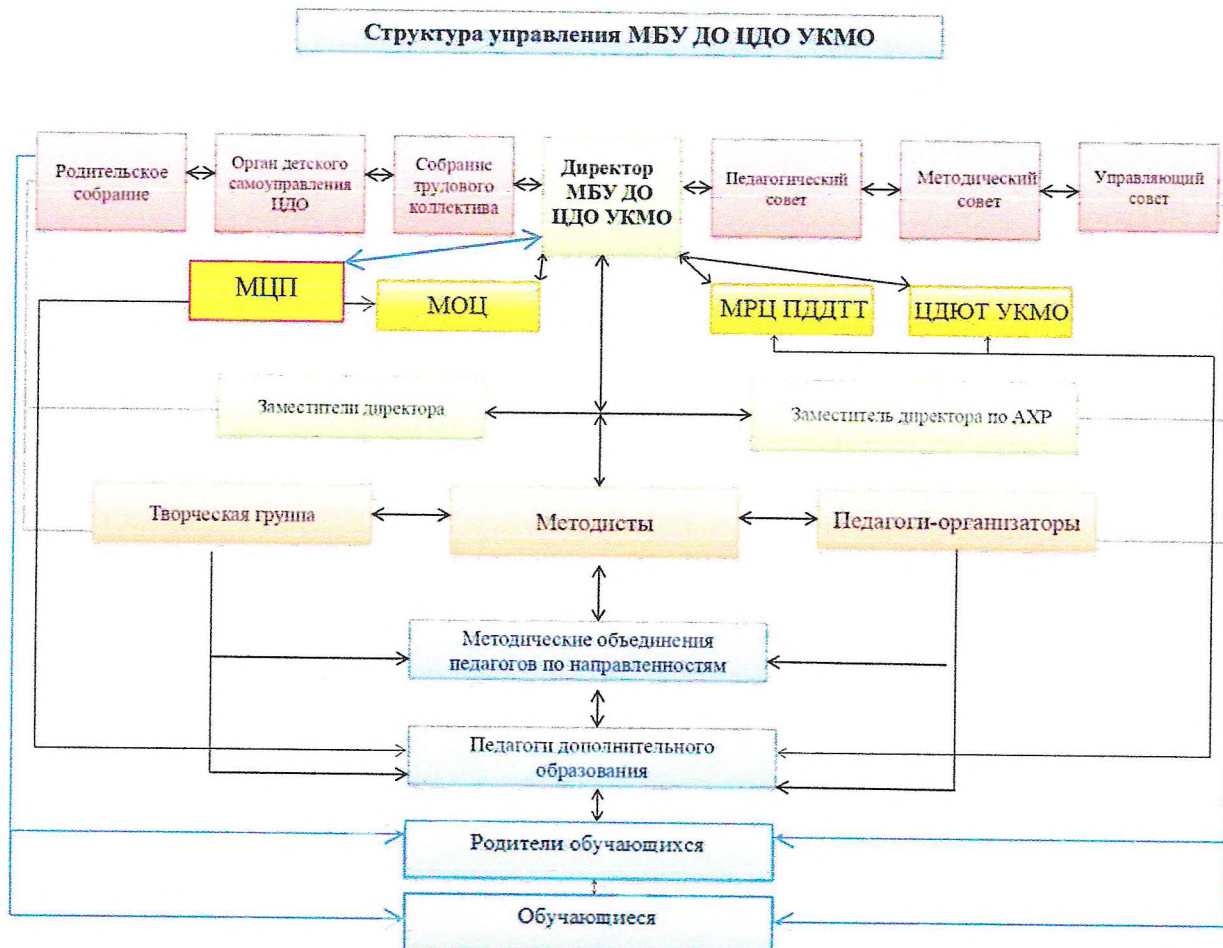 Структура управления МБУ ДО ЦДО УКМО
Родительское
собрание
Орган детского
самоуправления
ЦДО
Собрание
трудового
коллектива
Директор
МБУ ДО
ЦДО УКМО
Педагогический
совет
Методический
совет
Управляющий
совет
МЦП
МОЦ
МРЦ ПДДТТ
ЦДЮТ УКМО
Заместители директора
Заместитель директора по АХР
Творческая группа
Методисты
Педагоги-организаторы
Методические объединения
педагогов по направленностям
Педагоги дополнительного
образования
Родители обучающихся
Обучающиеся